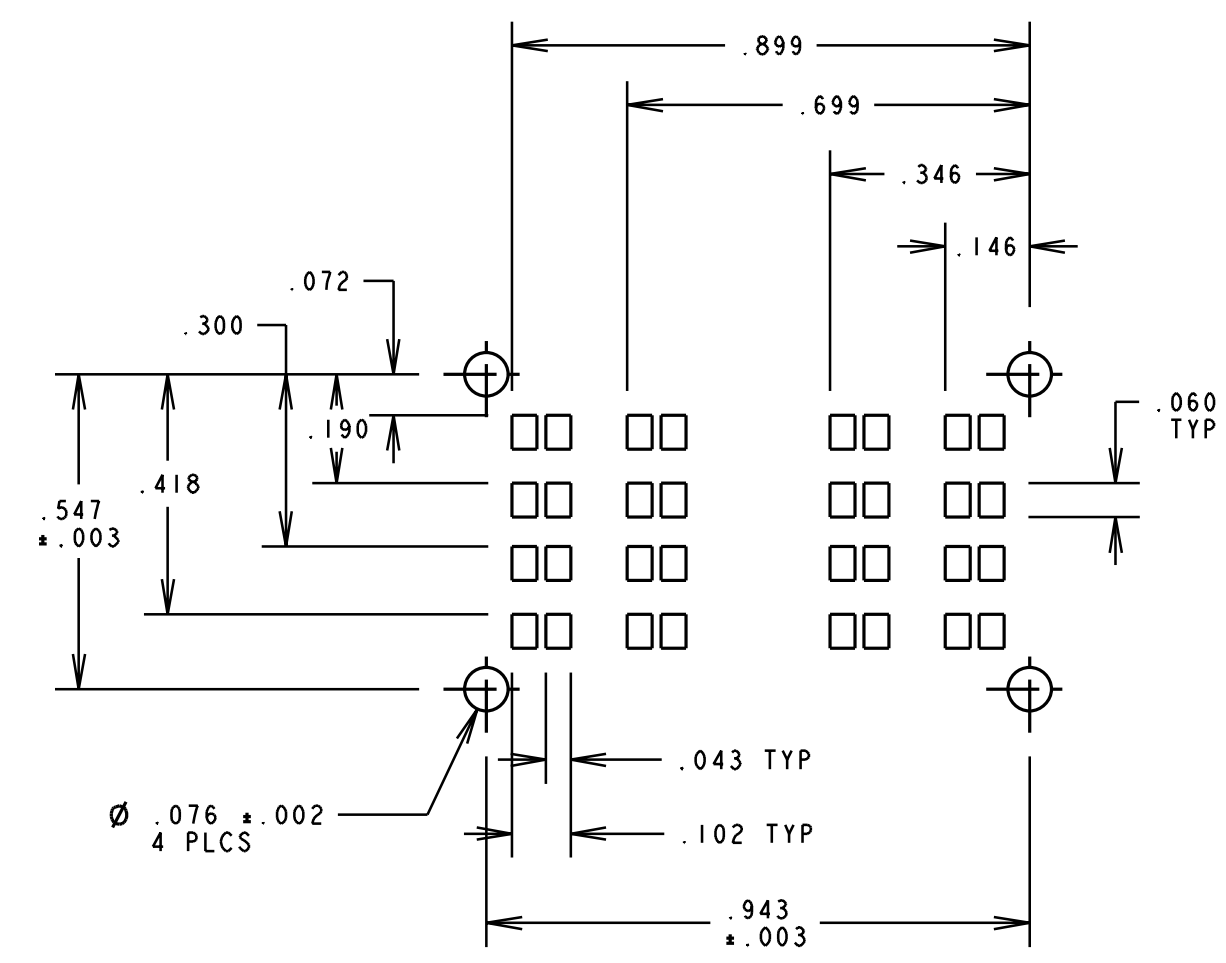 .899
.699
.346
.146
.072
.300
.190
.060
TYP
.418
.547
±.003
.043 TYP
Ø .076 ±.002
4 PLCS
.102 TYP
.943
±.003